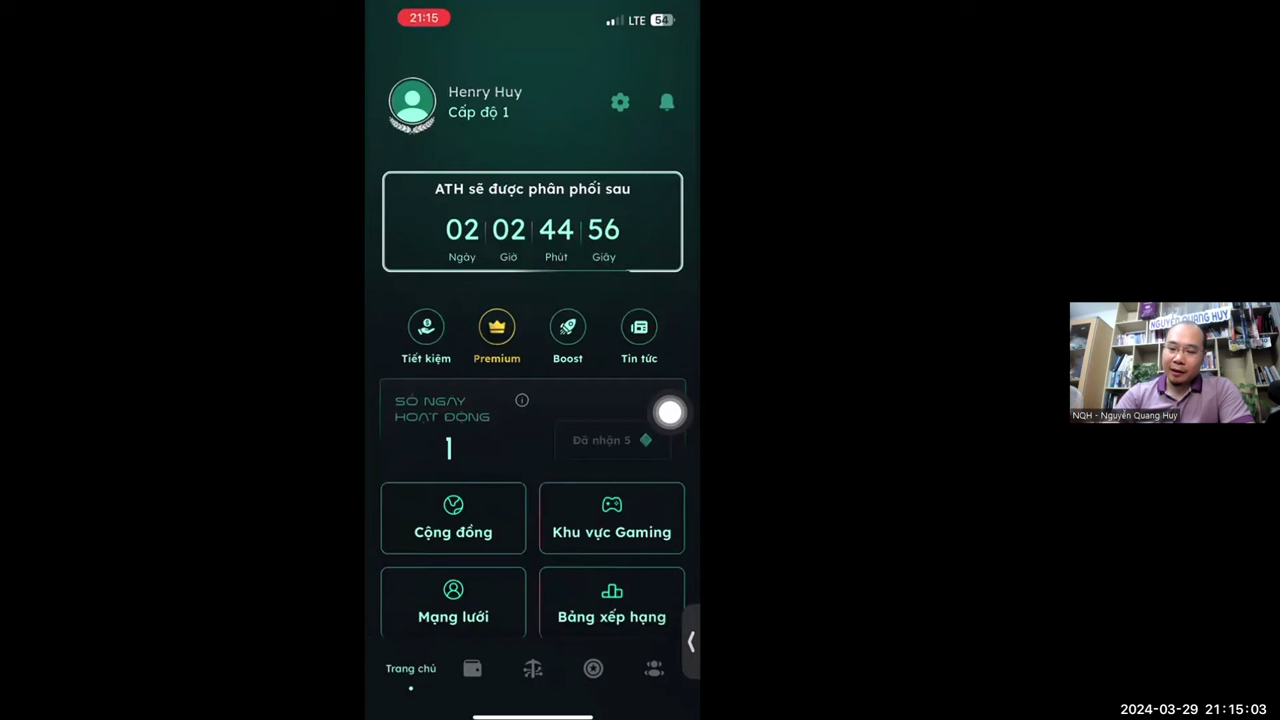 21:15
LTE 54
Henry Huy
Cấp độ 1
ATH sẽ được phân phối sau
02 02 44 56
Ngày Giờ Phút Giây
Tiết kiệm Premium Boost Tin tức
SỐ NGÀY
HOẠT ĐỘNG
1
Đã nhận 5
Cộng đồng Khu vực Gaming
Mạng lưới Bảng xếp hạng
Trang chủ
NGUYỄN QUANG HUY
NQH - Nguyễn Quang Huy
2024-03-29 21:15:03